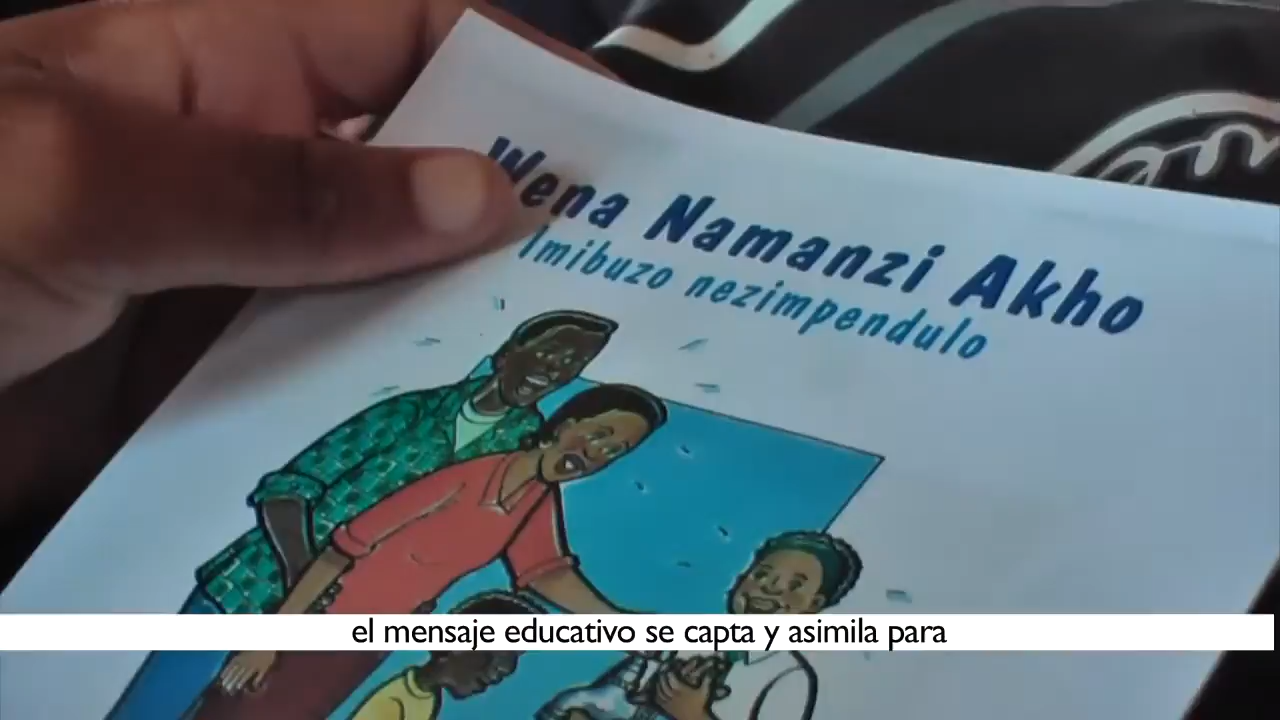 Wena Namanzi Akho
Imibuzo nezimpendulo
el mensaje educativo se capta y asimila para